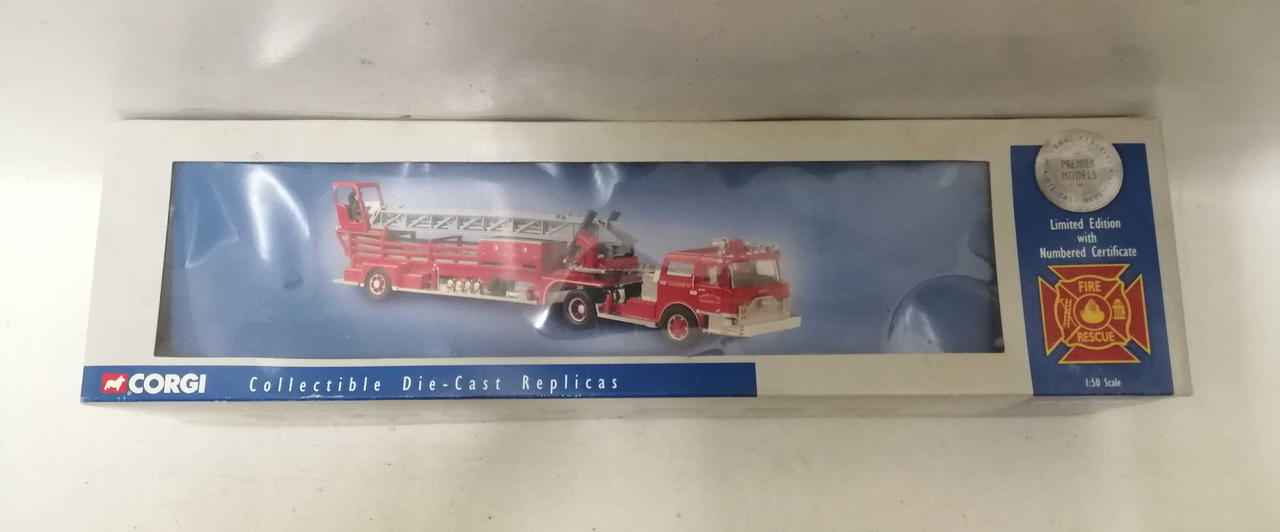 PREMIER
MODELS
Limited Edition
with
Numbered Certificate
FIRE
RESCUE
1:50 Scale
CORGI
Collectible Die-Cast Replicas